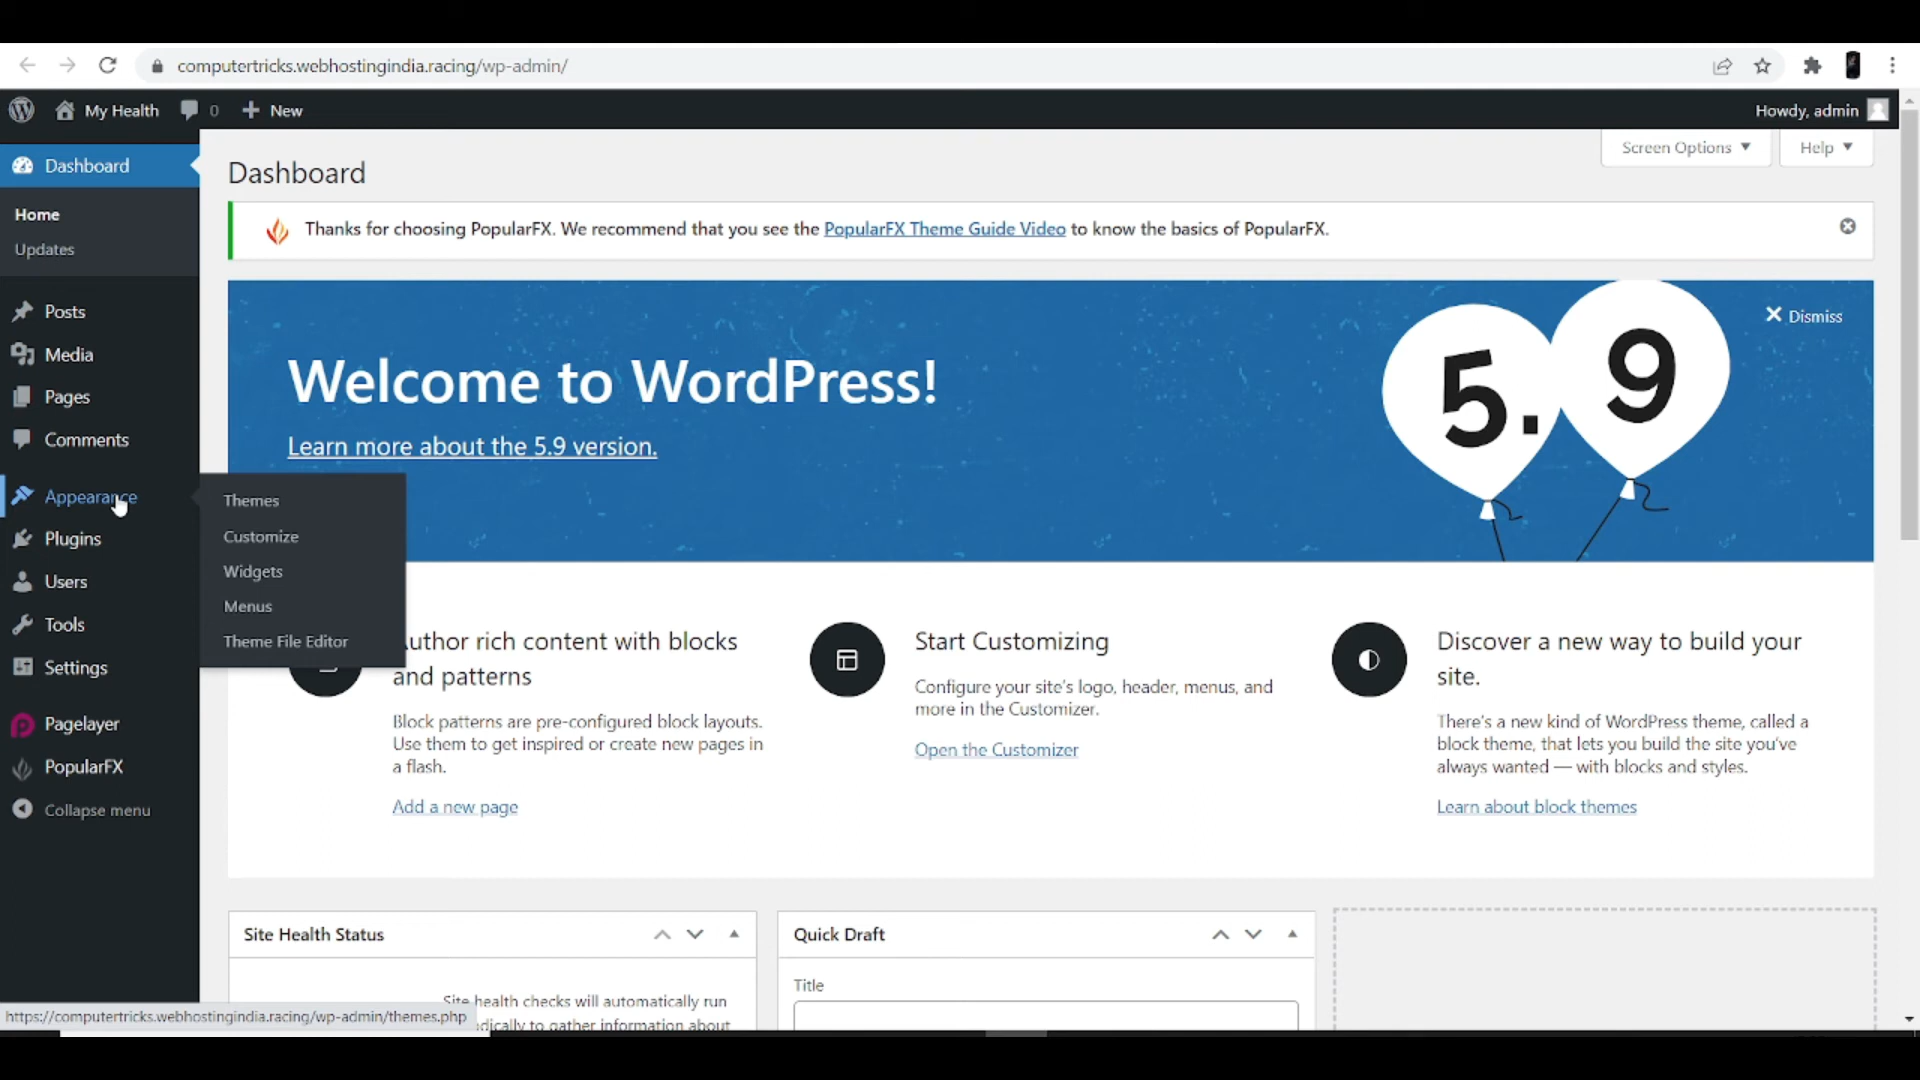 computertricks.webhostingindia.racing/wp-admin/
My Health 0 New
Howdy, admin
Dashboard
Home
Updates
Posts
Media
Pages
Comments
Appearance
Plugins
Users
Tools
Settings
Pagelayer
PopularFX
Collapse menu
Themes
Customize
Widgets
Menus
Theme File Editor
Screen Options
Help
Dashboard
Thanks for choosing PopularFX. We recommend that you see the PopularFX Theme Guide Video to know the basics of PopularFX.
Welcome to WordPress!
Learn more about the 5.9 version.
5.9
Dismiss
uthor rich content with blocks
and patterns
Block patterns are pre-configured block layouts.
Use them to get inspired or create new pages in
a flash.
Add a new page
Start Customizing
Configure your site's logo, header, menus, and
more in the Customizer.
Open the Customizer
Discover a new way to build your
site.
There's a new kind of WordPress theme, called a
block theme, that lets you build the site you've
always wanted — with blocks and styles.
Learn about block themes
Site Health Status
Site health checks will automatically run
dically to gather information about
Quick Draft
Title
https://computertricks.webhostingindia.racing/wp-admin/themes.php